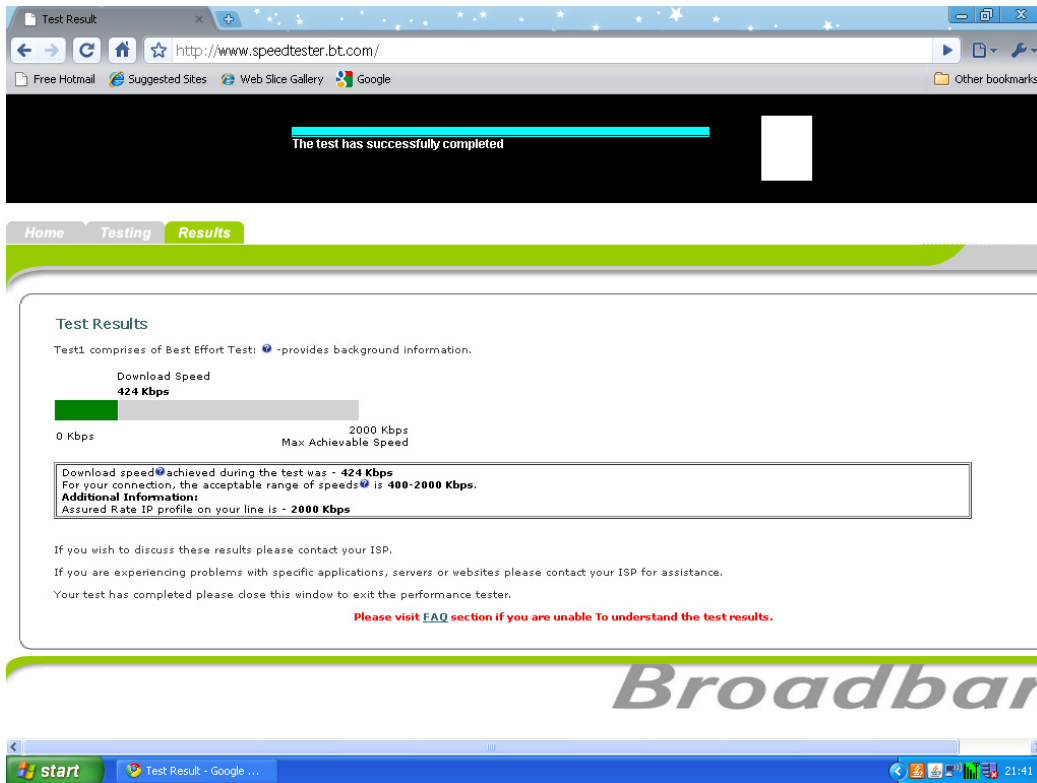 Test Result
http://www.speedtester.bt.com/
Free Hotmail Suggested Sites Web Slice Gallery Google Other bookmarks
The test has successfully completed
Home Testing Results
Test Results
Test1 comprises of Best Effort Test: -provides background information.
Download Speed
424 Kbps
0 Kbps 2000 Kbps
Max Achievable Speed
Download speed achieved during the test was - 424 Kbps
For your connection, the acceptable range of speeds is 400-2000 Kbps.
Additional Information:
Assured Rate IP profile on your line is - 2000 Kbps
If you wish to discuss these results please contact your ISP.
If you are experiencing problems with specific applications, servers or websites please contact your ISP for assistance.
Your test has completed please close this window to exit the performance tester.
Please visit FAQ section if you are unable To understand the test results.
Broadbar
start Test Result - Google ... 21:41